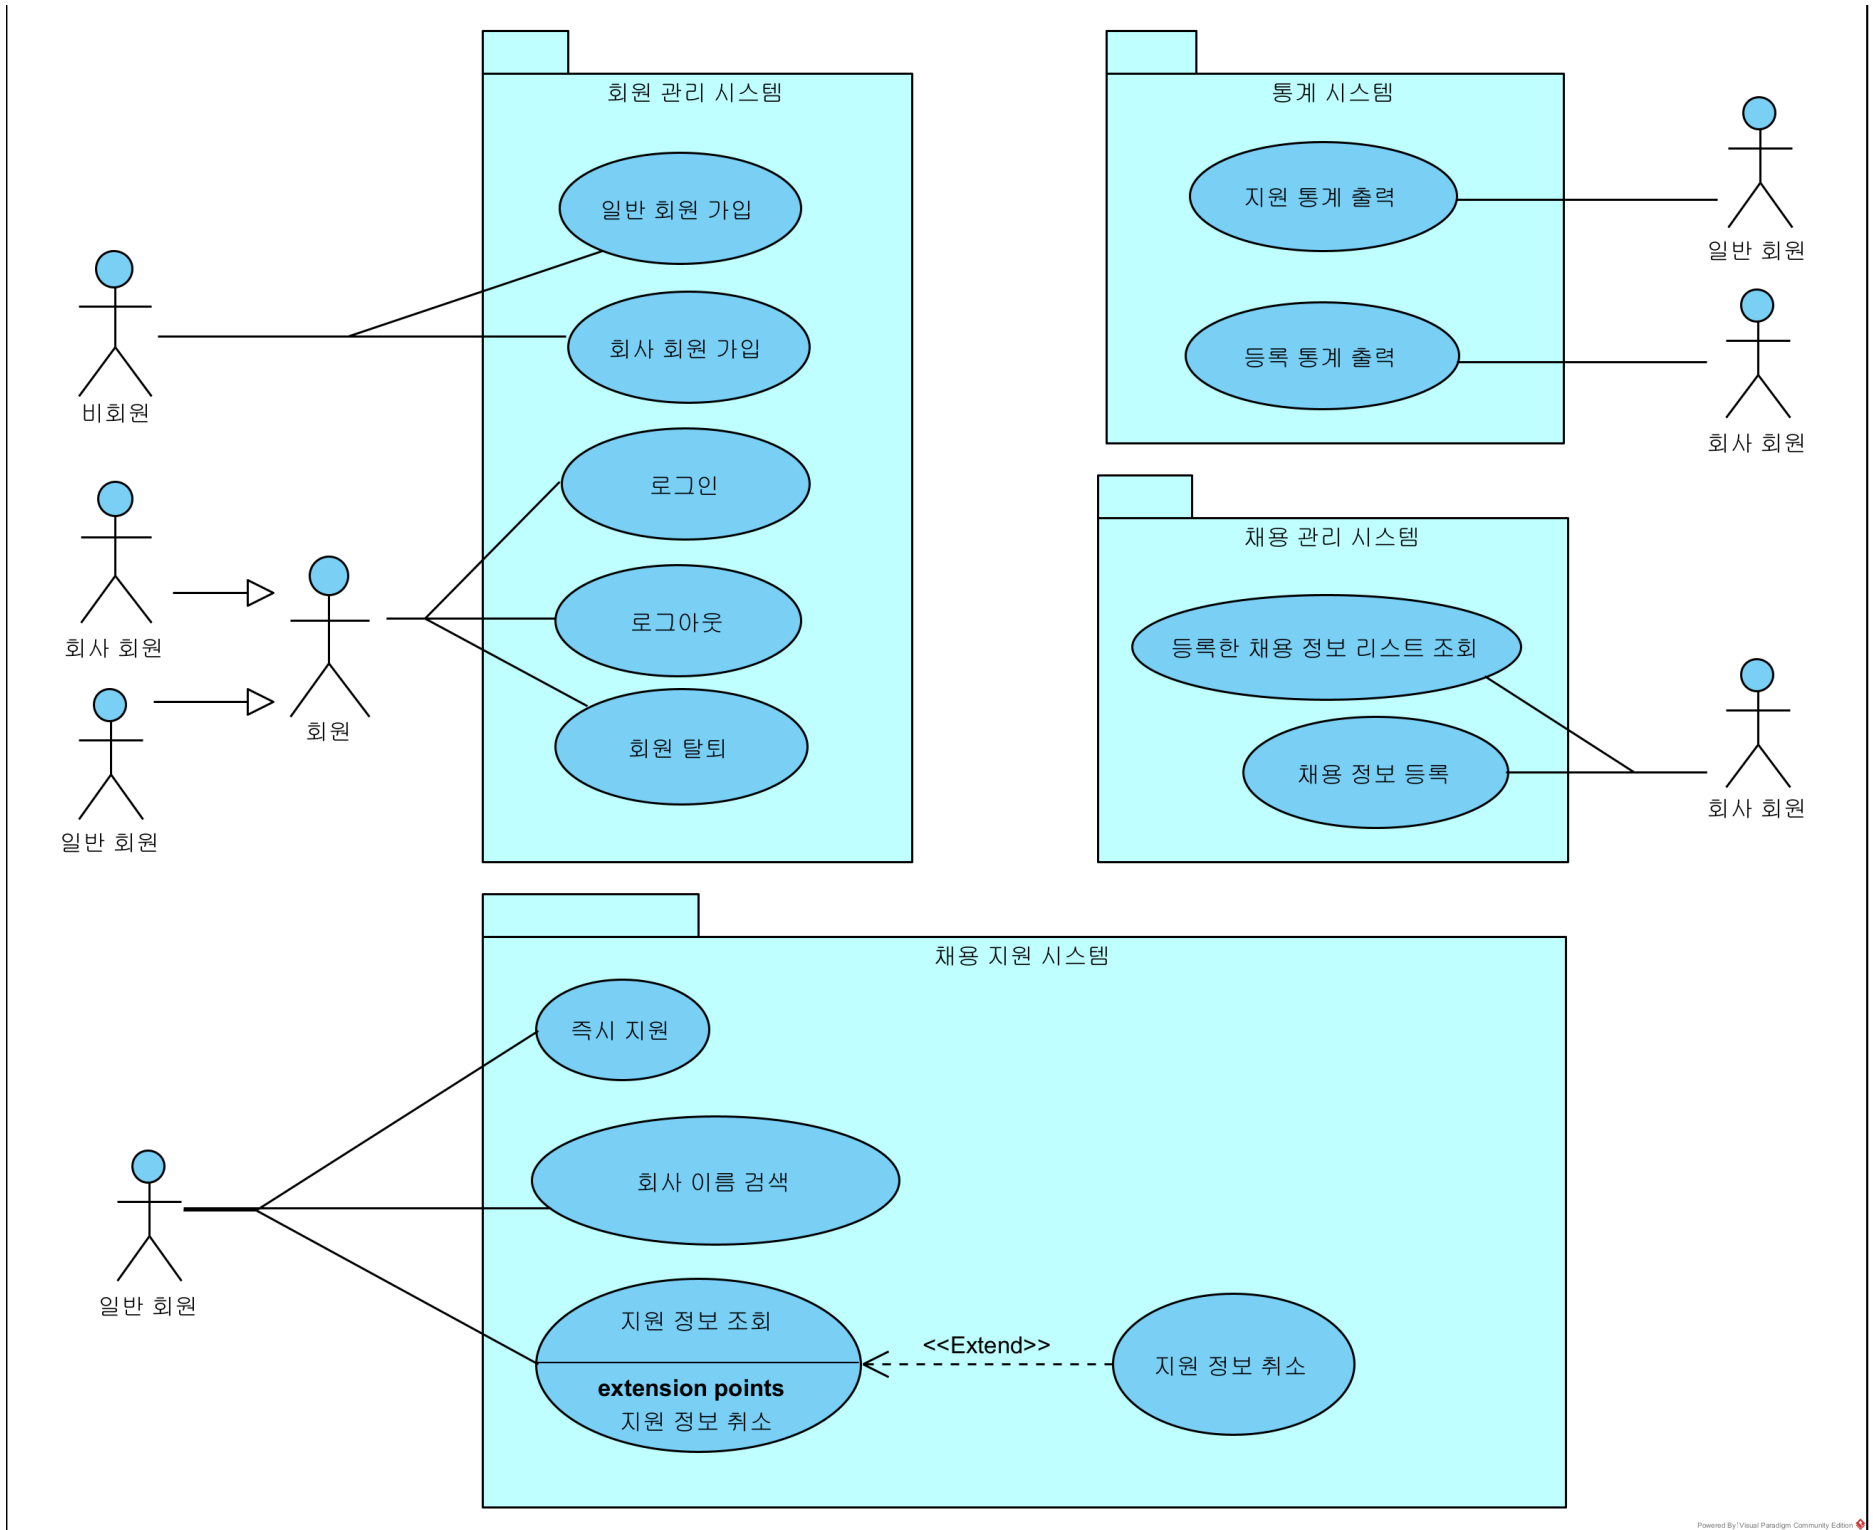 회원 관리 시스템
일반 회원 가입
회사 회원 가입
로그인
로그아웃
회원 탈퇴
비회원
회사 회원
회원
일반 회원
통계 시스템
지원 통계 출력
등록 통계 출력
일반 회원
회사 회원
채용 관리 시스템
등록한 채용 정보 리스트 조회
채용 정보 등록
회사 회원
채용 지원 시스템
즉시 지원
회사 이름 검색
지원 정보 조회
extension points
지원 정보 취소
<<Extend>>
지원 정보 취소
일반 회원
Powered By Visual Paradigm Community Edition